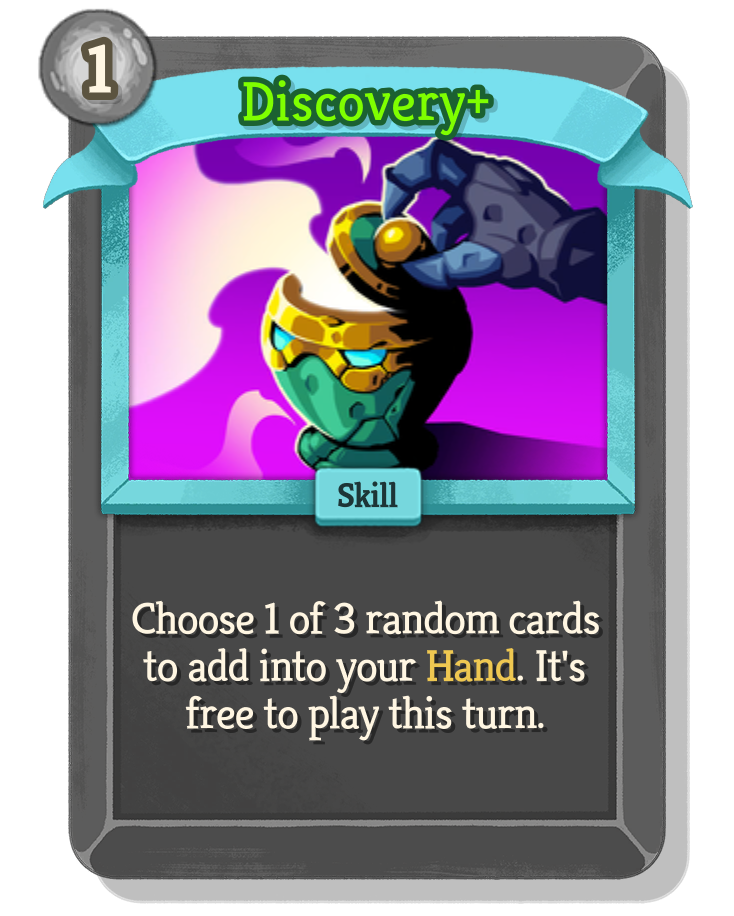 1
Discovery+
Skill
Choose 1 of 3 random cards
to add into your Hand. It's
free to play this turn.